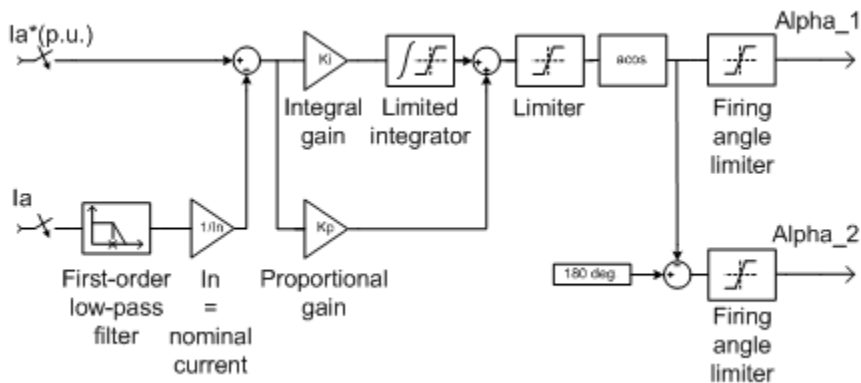 Ia*(p.u.)
Alpha_1
Ki
acos
Integral
gain
Limited
integrator
Limiter
Firing
angle
limiter
Ia
1/In
Kp
First-order
low-pass
filter
In
=
nominal
current
Proportional
gain
Alpha_2
180 deg.
Firing
angle
limiter